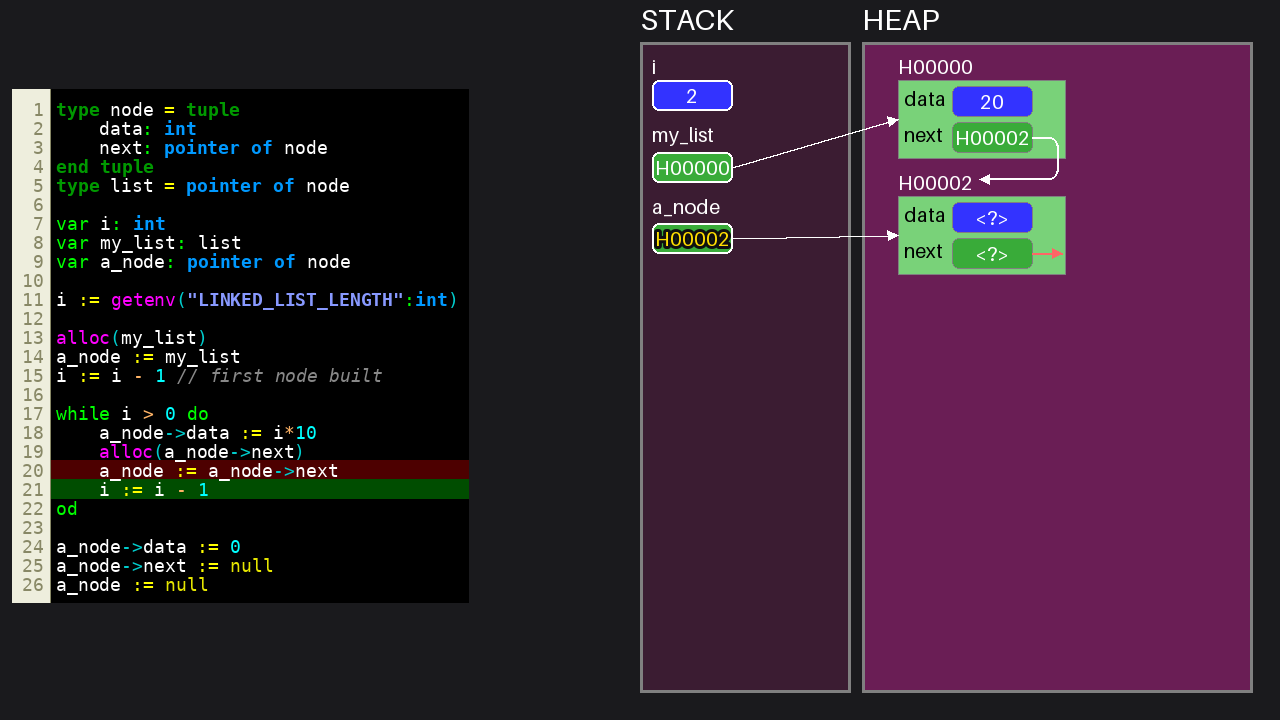 STACK
HEAP
1 type node = tuple
2     data: int
3     next: pointer of node
4 end tuple
5 type list = pointer of node
6
7 var i: int
8 var my_list: list
9 var a_node: pointer of node
10
11 i := getenv("LINKED_LIST_LENGTH":int)
12
13 alloc(my_list)
14 a_node := my_list
15 i := i - 1 // first node built
16
17 while i > 0 do
18     a_node->data := i*10
19     alloc(a_node->next)
20     a_node := a_node->next
21     i := i - 1
22 od
23
24 a_node->data := 0
25 a_node->next := null
26 a_node := null
i
2
my_list
H00000
a_node
H00002
H00000
data 20
next H00002
H00002
data <?>
next <?>